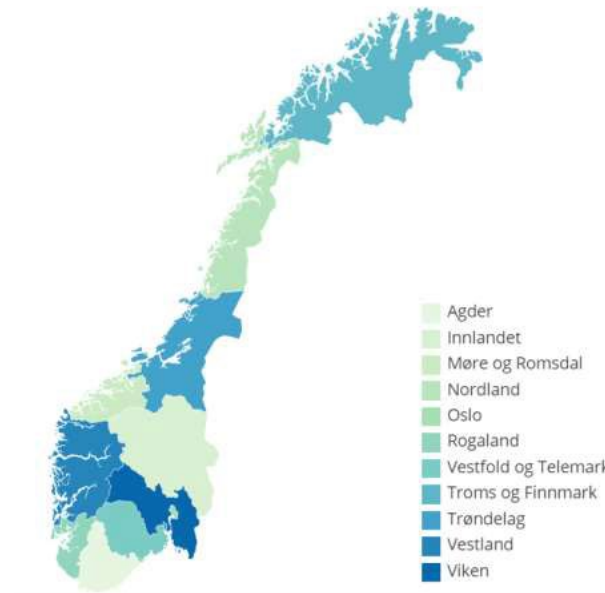 Agder
Innlandet
Møre og Romsdal
Nordland
Oslo
Rogaland
Vestfold og Telemark
Troms og Finnmark
Trøndelag
Vestland
Viken